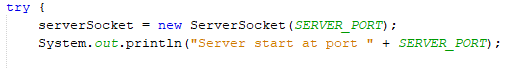 try {
    serverSocket = new ServerSocket(SERVER_PORT);
    System.out.println("Server start at port " + SERVER_PORT);